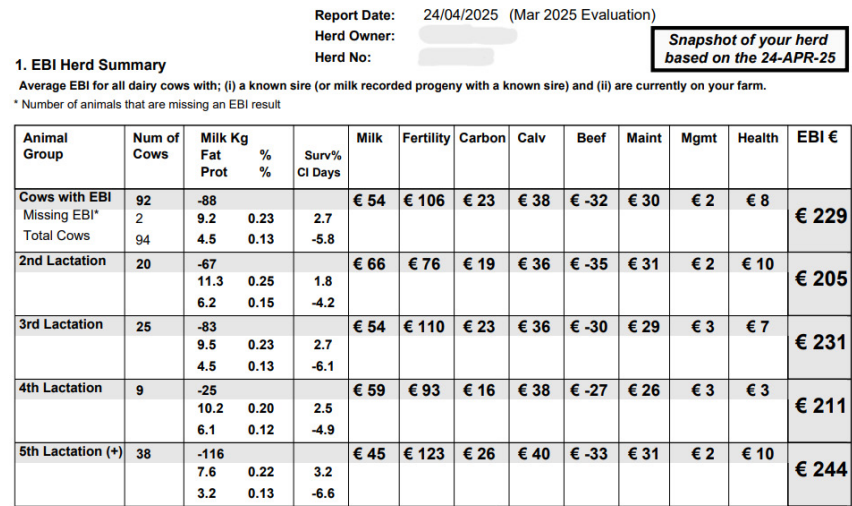 Report Date: 24/04/2025 (Mar 2025 Evaluation)
Herd Owner:
Herd No:
Snapshot of your herd
based on the 24-APR-25
1. EBI Herd Summary
Average EBI for all dairy cows with; (i) a known sire (or milk recorded progeny with a known sire) and (ii) are currently on your farm.
* Number of animals that are missing an EBI result
Animal Num of Milk Kg Milk Fertility Carbon Calv Beef Maint Mgmt Health EBI €
Group Cows Fat % Surv%
Prot % CI Days
Cows with EBI 92 -88 € 54 € 106 € 23 € 38 € -32 € 30 € 2 € 8
Missing EBI* 2 9.2 0.23 2.7 € 229
Total Cows 94 4.5 0.13 -5.8
2nd Lactation 20 -67 € 66 € 76 € 19 € 36 € -35 € 31 € 2 € 10
11.3 0.25 1.8 € 205
6.2 0.15 -4.2
3rd Lactation 25 -83 € 54 € 110 € 23 € 36 € -30 € 29 € 3 € 7
9.5 0.23 2.7 € 231
4.5 0.13 -6.1
4th Lactation 9 -25 € 59 € 93 € 16 € 38 € -27 € 26 € 3 € 3
10.2 0.20 2.5 € 211
6.1 0.12 -4.9
5th Lactation (+) 38 -116 € 45 € 123 € 26 € 40 € -33 € 31 € 2 € 10
7.6 0.22 3.2 € 244
3.2 0.13 -6.6